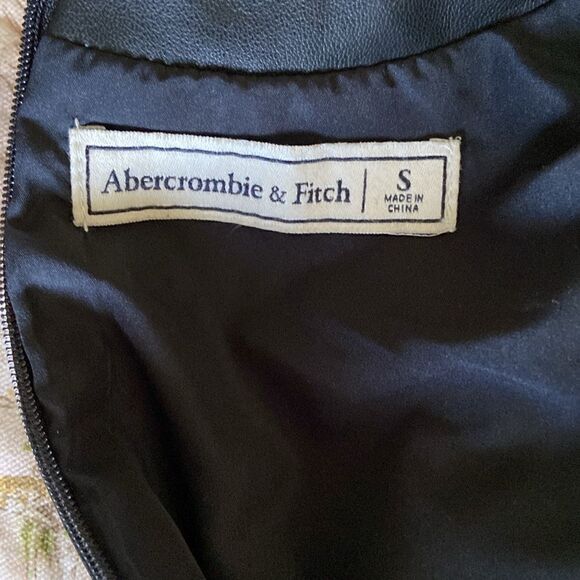 Abercrombie & Fitch | S
MADE IN
CHINA